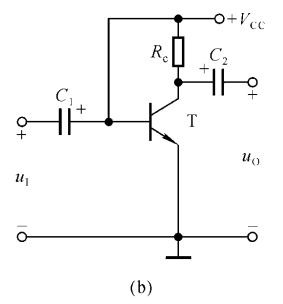 +V_CC
R_c
C_2
+
+
C_1
+
T
+
u_I
u_O
−
−
(b)